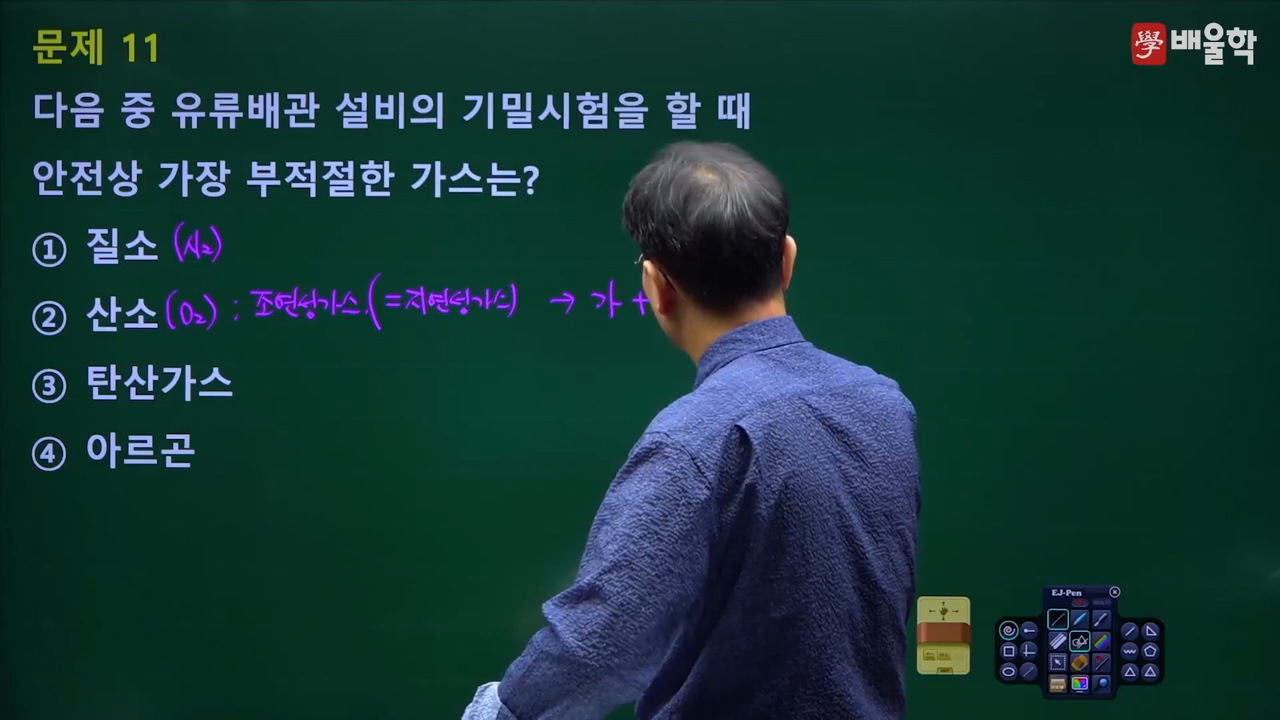 문제 11
學 배울학
다음 중 유류배관 설비의 기밀시험을 할 때
안전상 가장 부적절한 가스는?
① 질소 (N₂)
② 산소 (O₂) : 조연성가스. (=지연성가스) → 가 +
③ 탄산가스
④ 아르곤
EJ-Pen